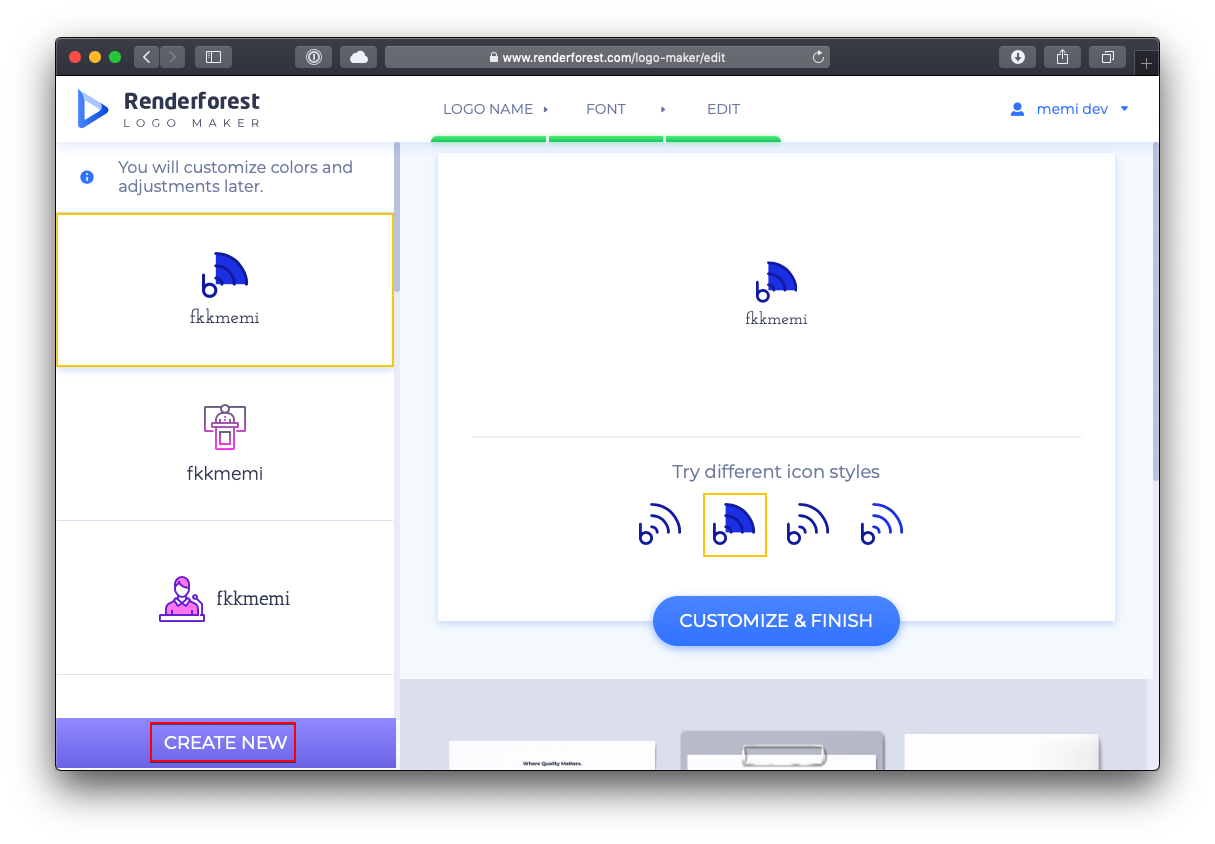 www.renderforest.com/logo-maker/edit
Renderforest
LOGO MAKER
LOGO NAME
FONT
EDIT
memi dev
You will customize colors and
adjustments later.
fkkmemi
fkkmemi
fkkmemi
CREATE NEW
fkkmemi
Try different icon styles
CUSTOMIZE & FINISH
Where Quality Matters.